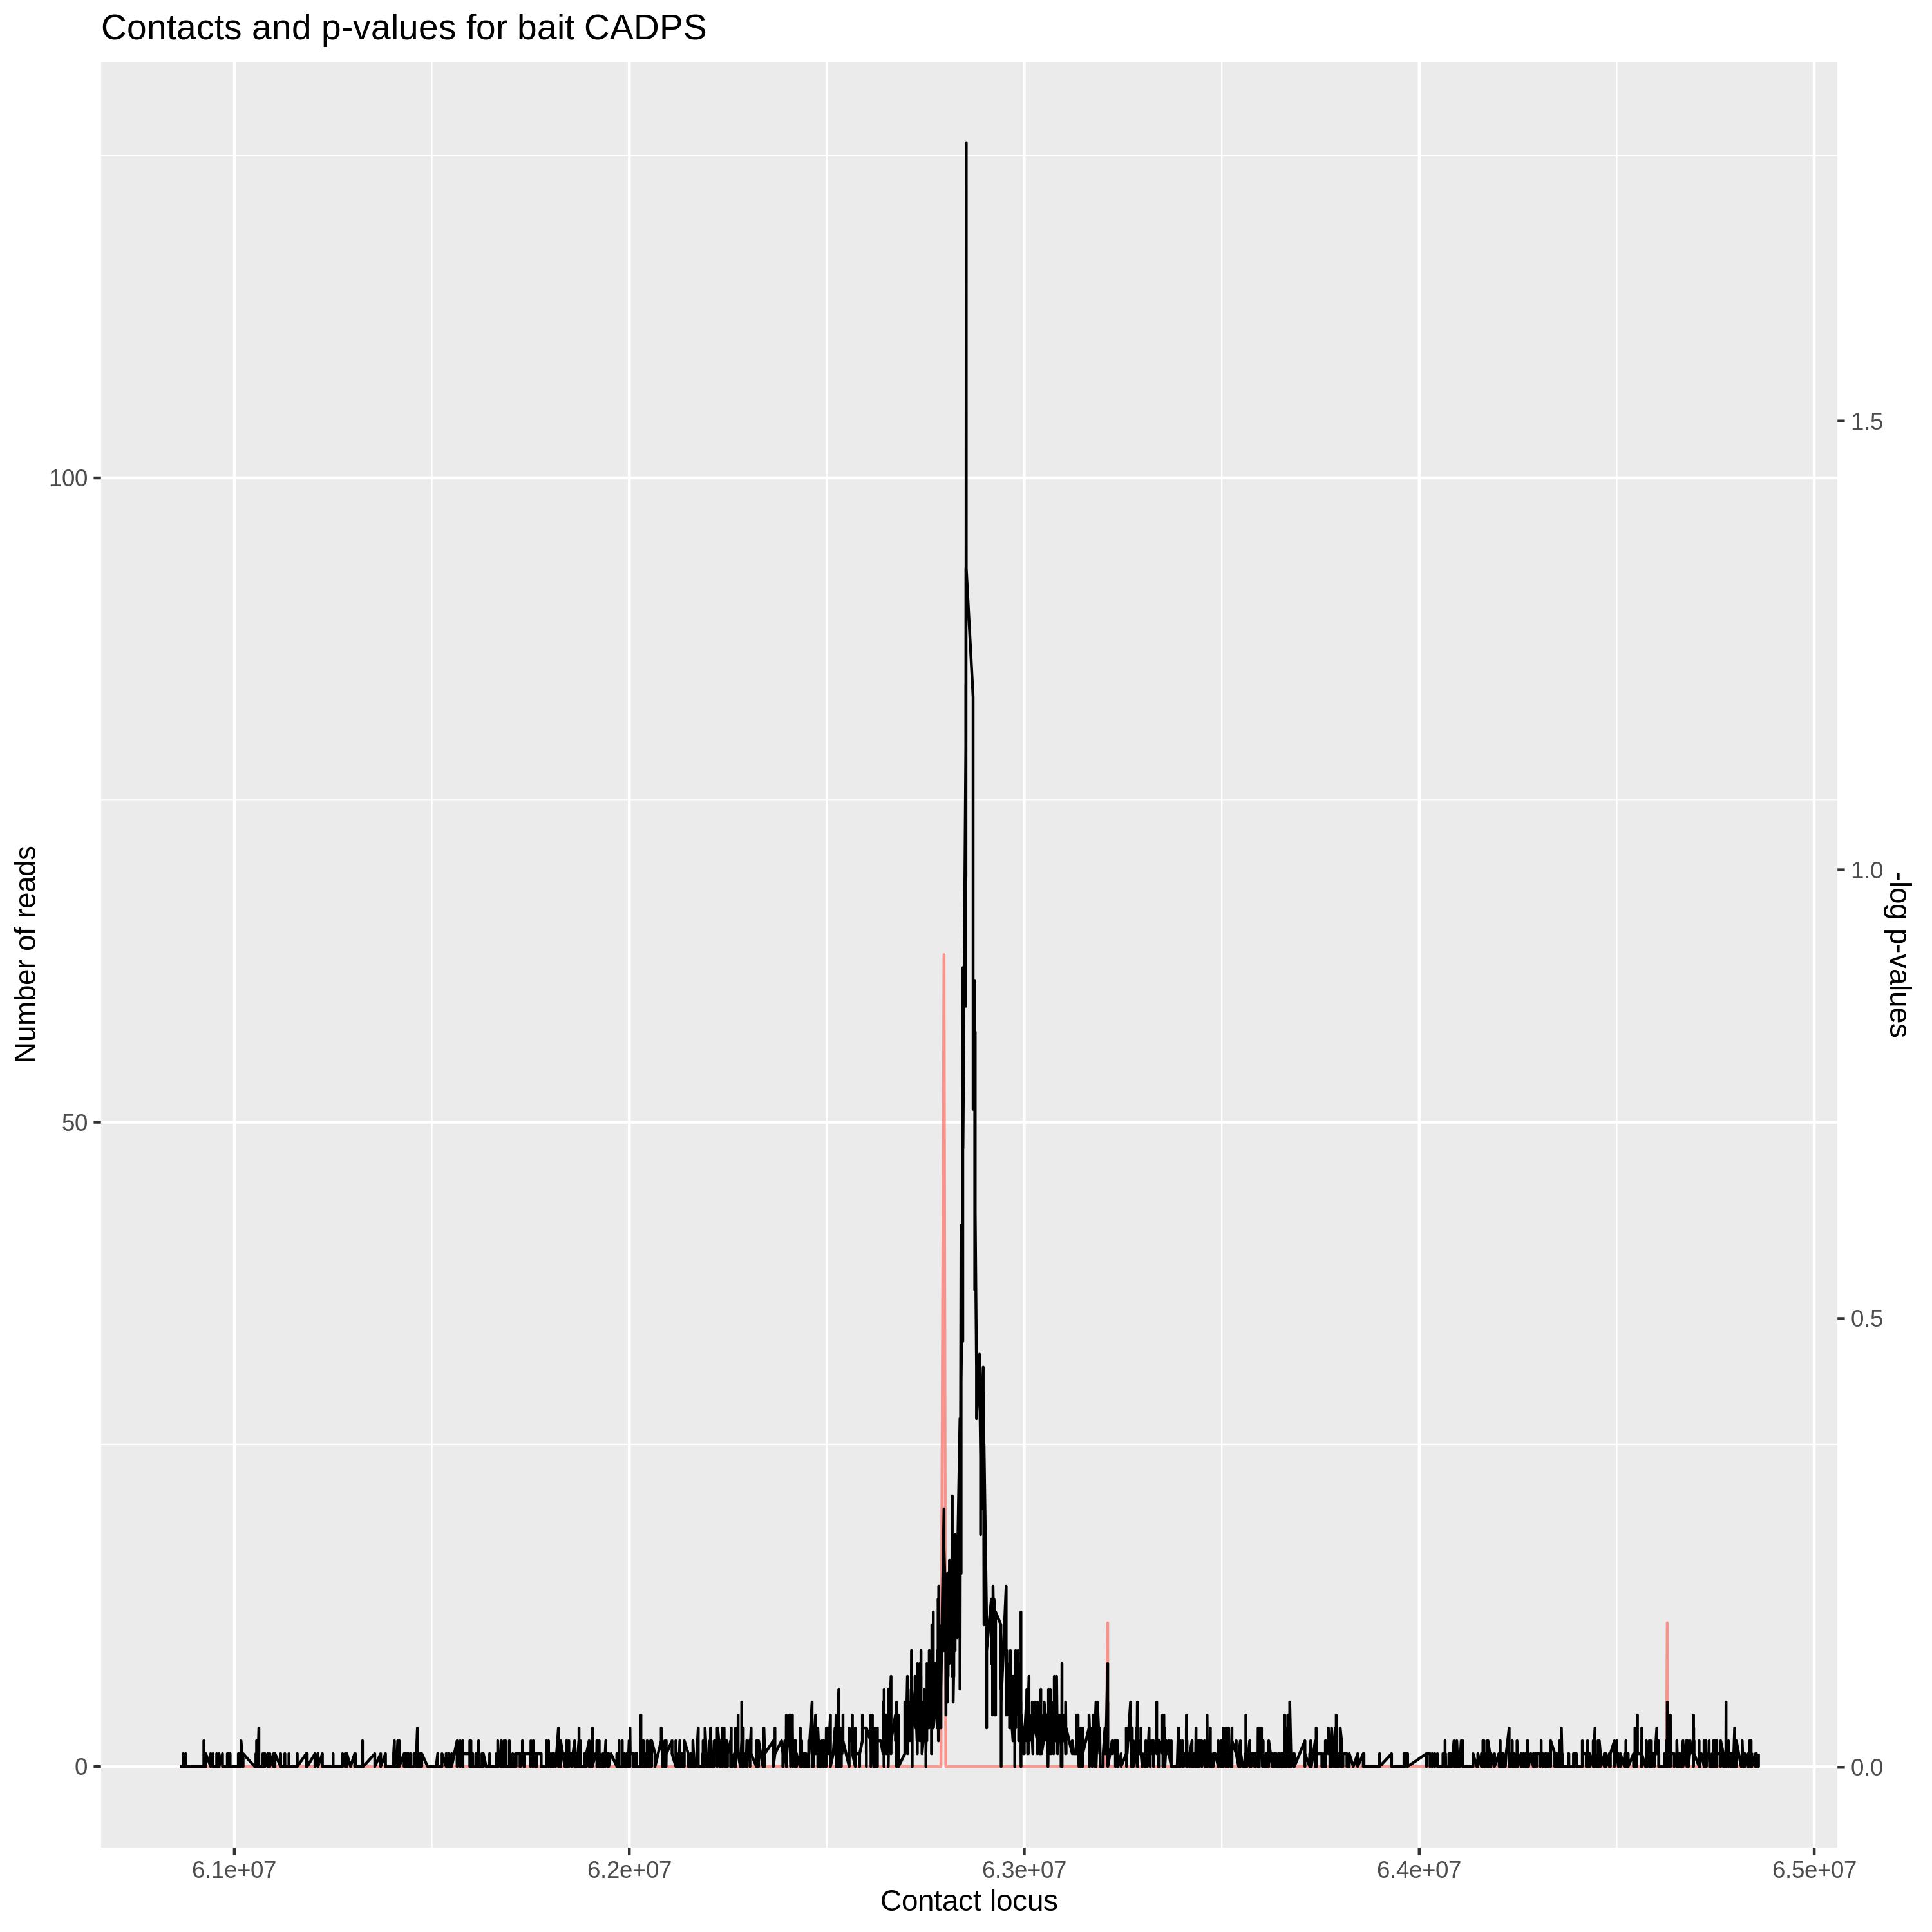 Contacts and p-values for bait CADPS
100
50
0
Number of reads
1.5
1.0
0.5
0.0
-log p-values
6.1e+07 6.2e+07 6.3e+07 6.4e+07 6.5e+07
Contact locus